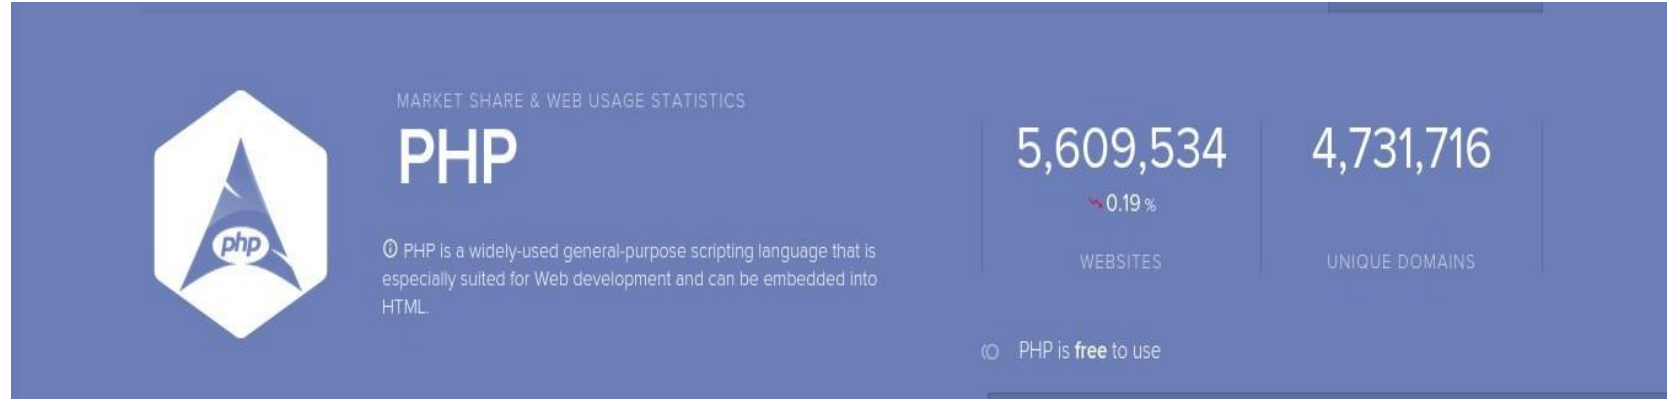 MARKET SHARE & WEB USAGE STATISTICS
PHP
php
PHP is a widely-used general-purpose scripting language that is
especially suited for Web development and can be embedded into
HTML.
5,609,534
0.19 %
WEBSITES
4,731,716
UNIQUE DOMAINS
PHP is free to use